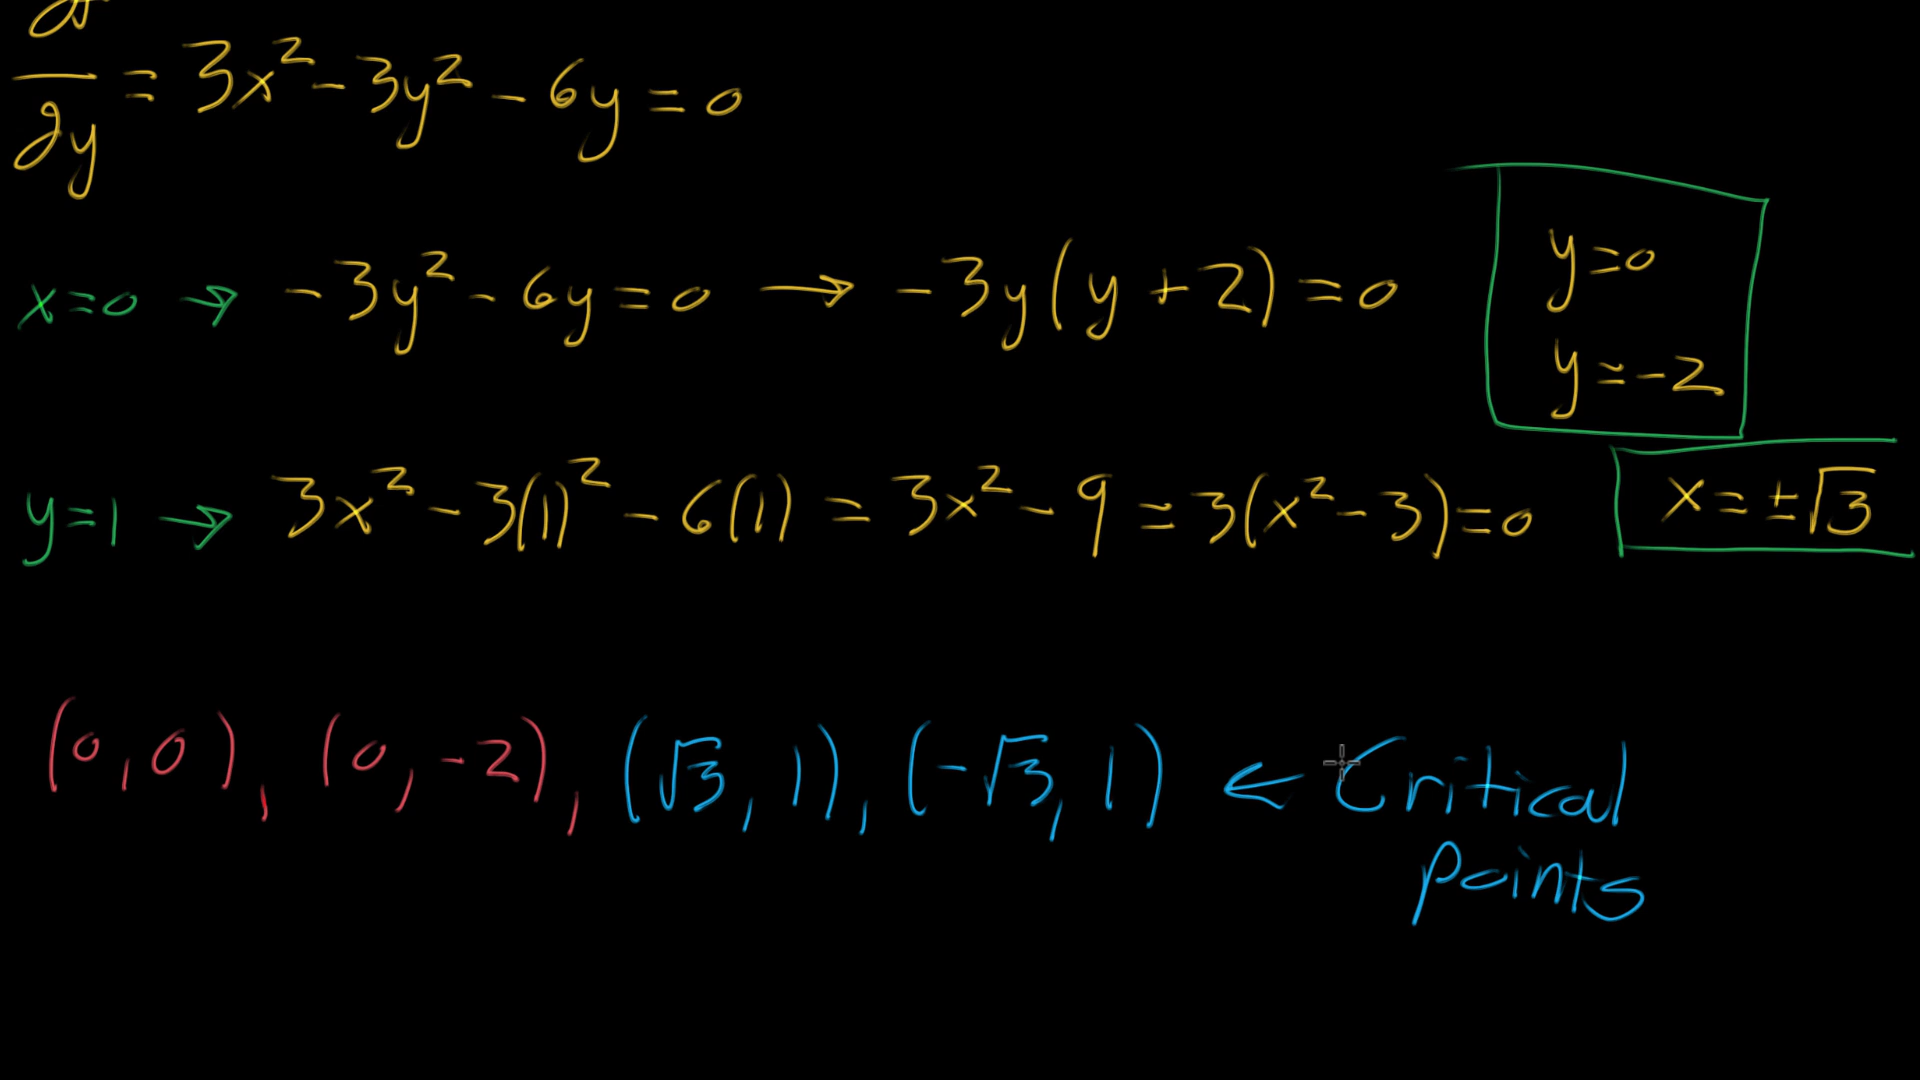 ∂f/∂y = 3x² - 3y² - 6y = 0
x=0 → -3y² - 6y = 0 → -3y(y+2) = 0
y=0
y=-2
y=1 → 3x² - 3(1)² - 6(1) = 3x² - 9 = 3(x²-3)=0
x=±√3
(0,0), (0,-2), (√3,1), (-√3,1) ← Critical
points